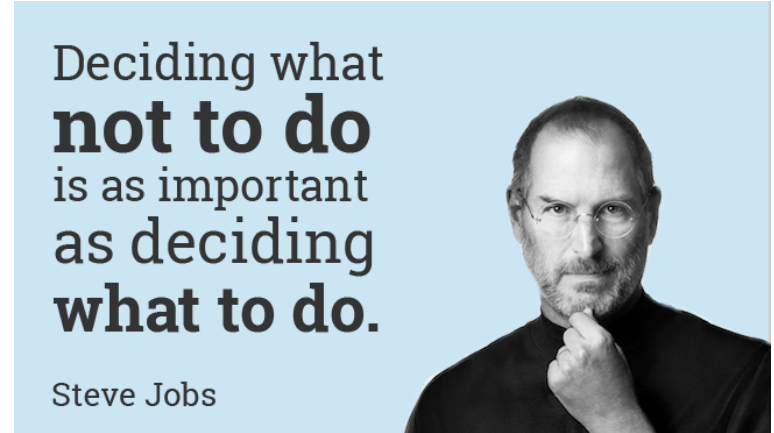 Deciding what
not to do
is as important
as deciding
what to do.
Steve Jobs